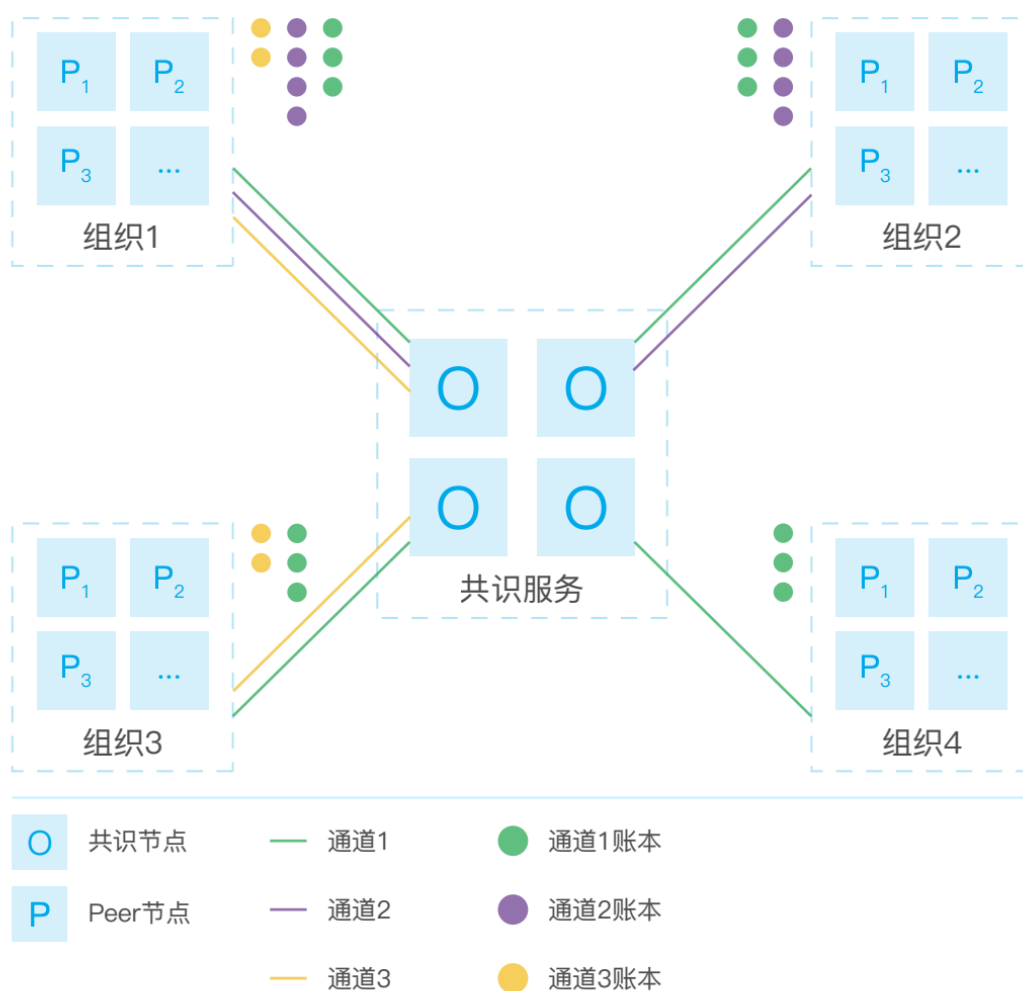 P1 P2
P3 ...
组织1
P1 P2
P3 ...
组织2
O O
O O
共识服务
P1 P2
P3 ...
组织3
P1 P2
P3 ...
组织4
O 共识节点 通道1 通道1账本
P Peer节点 通道2 通道2账本
通道3 通道3账本